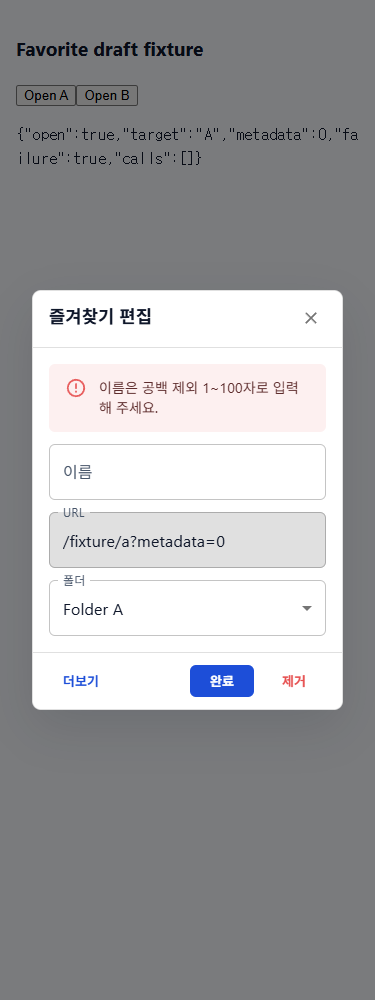 Favorite draft fixture
Open A Open B
{"open":true,"target":"A","metadata":0,"fa
ilure":true,"calls":[]}
즐겨찾기 편집
이름은 공백 제외 1~100자로 입력
해 주세요.
이름
URL
/fixture/a?metadata=0
폴더
Folder A
더보기 완료 제거